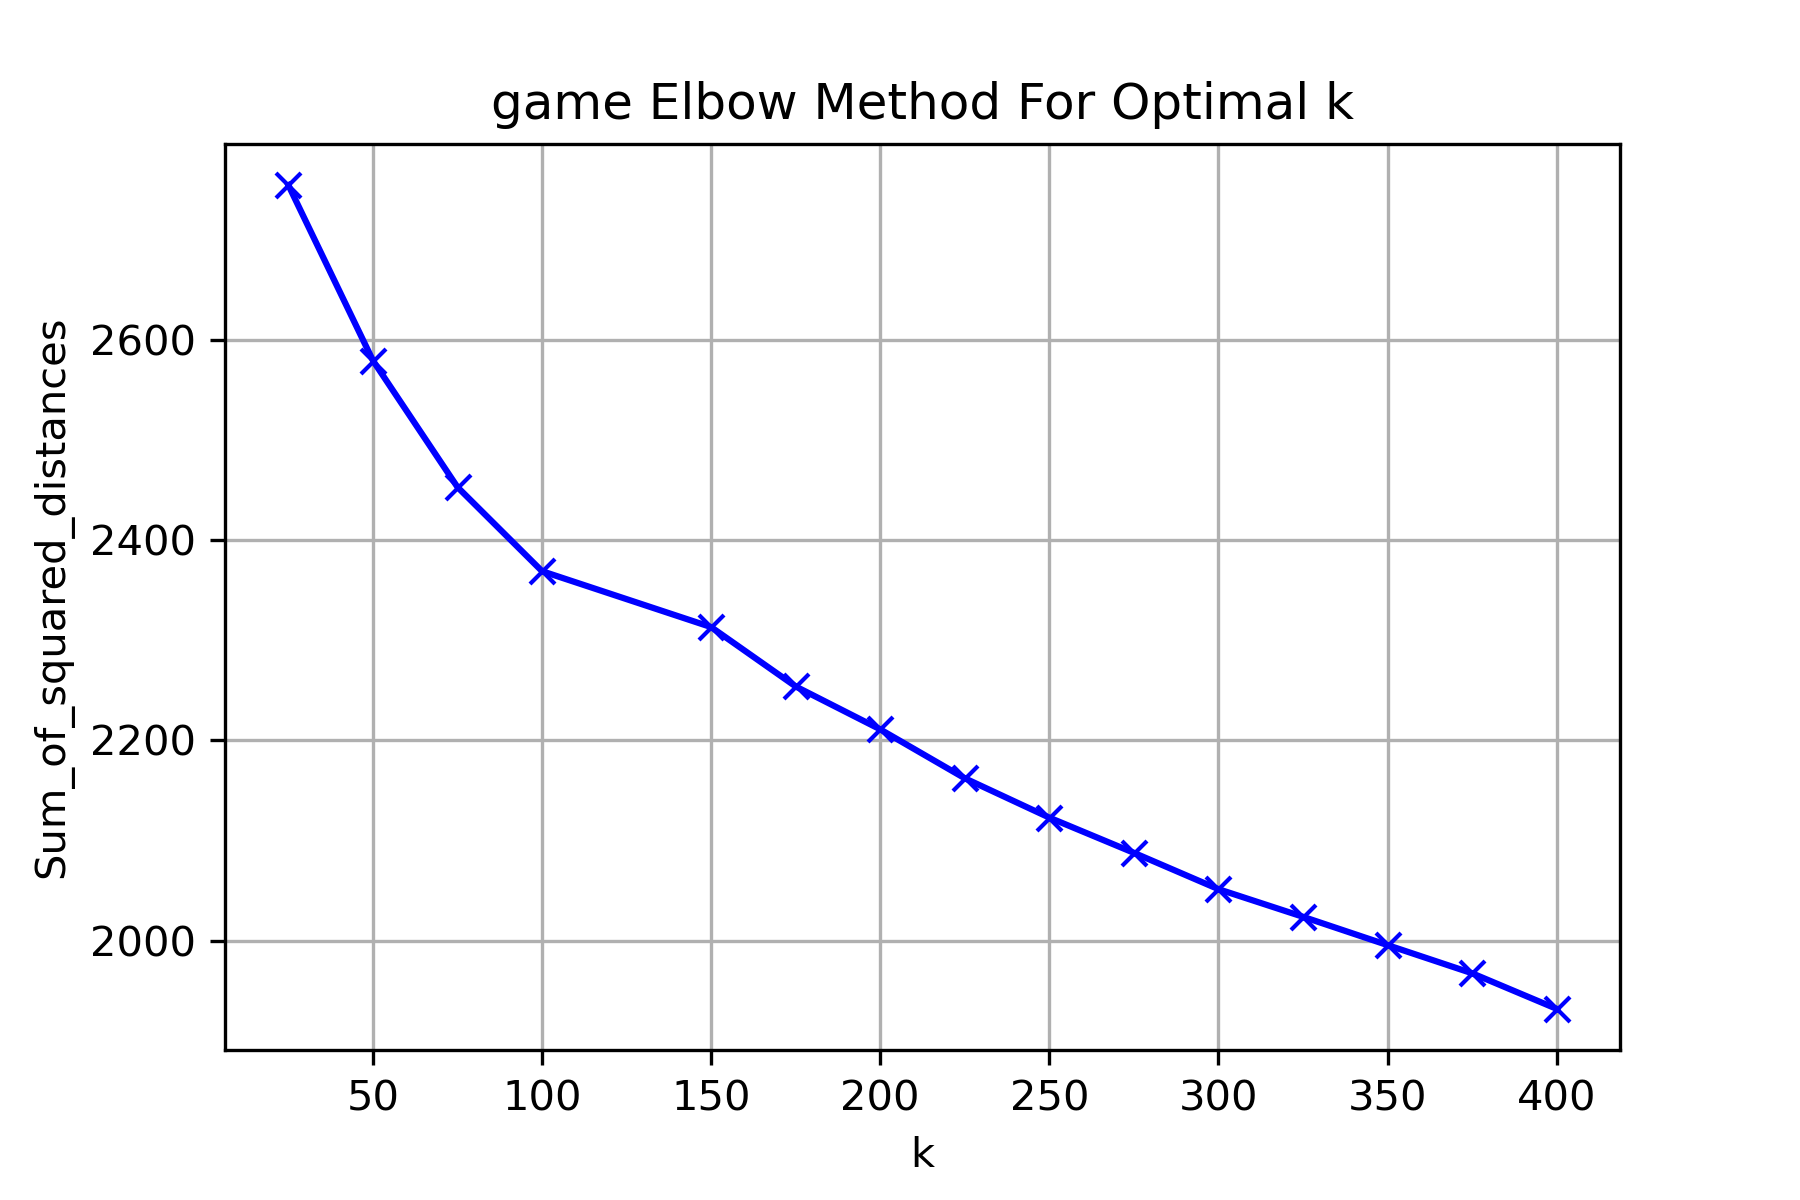 game Elbow Method For Optimal k
Sum_of_squared_distances
2600
2400
2200
2000
50 100 150 200 250 300 350 400
k